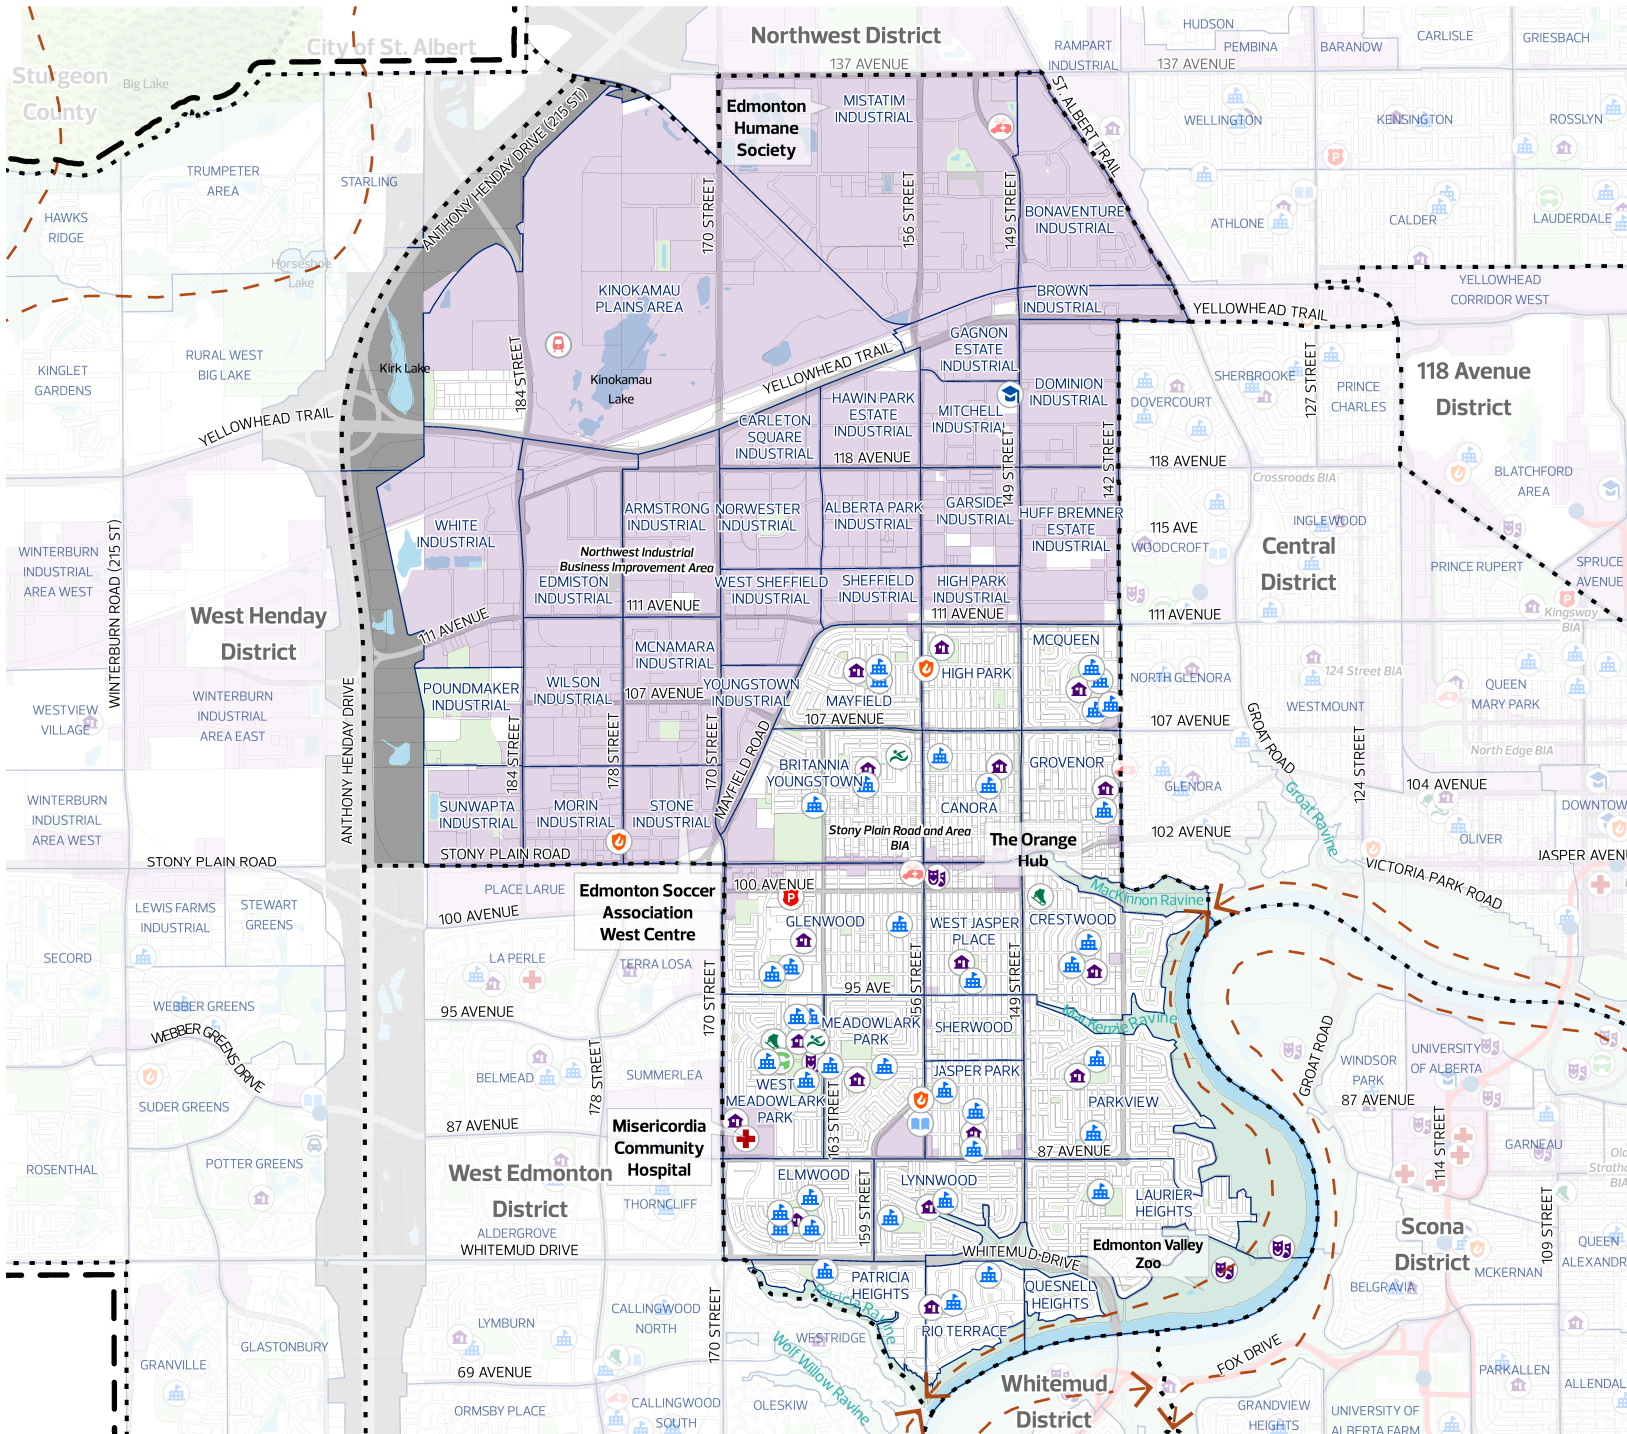 Northwest District
City of St. Albert
Sturgeon
County
Big Lake
137 AVENUE
137 AVENUE
RAMPART
INDUSTRIAL
HUDSON
PEMBINA
BARANOW
CARLISLE
GRIESBACH
ANTHONY HENDAY DRIVE (215 ST)
Edmonton
Humane
Society
MISTATIM
INDUSTRIAL
ST. ALBERT TRAIL
WELLINGTON
KENSINGTON
ROSSLYN
TRUMPETER
AREA
STARLING
HAWKS
RIDGE
Horseshoe
Lake
170 STREET
156 STREET
149 STREET
BONAVENTURE
INDUSTRIAL
ATHLONE
CALDER
LAUDERDALE
KINOKAMAU
PLAINS AREA
BROWN
INDUSTRIAL
YELLOWHEAD
CORRIDOR WEST
YELLOWHEAD TRAIL
RURAL WEST
BIG LAKE
KINGLET
GARDENS
Kirk Lake
184 STREET
Kinokamau
Lake
YELLOWHEAD TRAIL
GAGNON
ESTATE
INDUSTRIAL
DOMINION
INDUSTRIAL
SHERBROOKE
DOVERCOURT
127 STREET
PRINCE
CHARLES
118 Avenue
District
YELLOWHEAD TRAIL
CARLETON
SQUARE
INDUSTRIAL
HAWIN PARK
ESTATE
INDUSTRIAL
MITCHELL
INDUSTRIAL
118 AVENUE
118 AVENUE
149 STREET
142 STREET
Crossroads BIA
BLATCHFORD
AREA
WHITE
INDUSTRIAL
ARMSTRONG
INDUSTRIAL
NORWESTER
INDUSTRIAL
ALBERTA PARK
INDUSTRIAL
GARSIDE
INDUSTRIAL
HUFF BREMNER
ESTATE
INDUSTRIAL
115 AVE
WOODCROFT
INGLEWOOD
Central
District
Northwest Industrial
Business Improvement Area
WINTERBURN
INDUSTRIAL
AREA WEST
WINTERBURN ROAD (215 ST)
EDMISTON
INDUSTRIAL
WEST SHEFFIELD
INDUSTRIAL
SHEFFIELD
INDUSTRIAL
HIGH PARK
INDUSTRIAL
PRINCE RUPERT
SPRUCE
AVENUE
Kingsway
BIA
111 AVENUE
111 AVENUE
111 AVENUE
111 AVENUE
West Henday
District
MCNAMARA
INDUSTRIAL
MCQUEEN
HIGH PARK
MAYFIELD
POUNDMAKER
INDUSTRIAL
WILSON
INDUSTRIAL
107 AVENUE
YOUNGSTOWN
INDUSTRIAL
107 AVENUE
107 AVENUE
NORTH GLENORA
124 Street BIA
WESTMOUNT
QUEEN
MARY PARK
WINTERBURN
INDUSTRIAL
AREA EAST
WESTVIEW
VILLAGE
ANTHONY HENDAY DRIVE
184 STREET
178 STREET
170 STREET
MAYFIELD ROAD
BRITANNIA
YOUNGSTOWN
CANORA
GROVENOR
GLENORA
GROAT ROAD
Groat Ravine
124 STREET
North Edge BIA
104 AVENUE
DOWNTOW
OLIVER
WINTERBURN
INDUSTRIAL
AREA WEST
SUNWAPTA
INDUSTRIAL
MORIN
INDUSTRIAL
STONE
INDUSTRIAL
Stony Plain Road and Area
BIA
The Orange
Hub
102 AVENUE
STONY PLAIN ROAD
STONY PLAIN ROAD
JASPER AVENU
VICTORIA PARK ROAD
PLACE LARUE
100 AVENUE
100 AVENUE
MacKinnon Ravine
LEWIS FARMS
INDUSTRIAL
STEWART
GREENS
Edmonton Soccer
Association
West Centre
GLENWOOD
WEST JASPER
PLACE
CRESTWOOD
SECORD
LA PERLE
TERRA LOSA
170 STREET
156 STREET
149 STREET
95 AVENUE
95 AVE
WEBBER GREENS
WEBBER GREENS DRIVE
MEADOWLARK
PARK
SHERWOOD
MacKenzie Ravine
GROAT ROAD
WINDSOR
PARK
UNIVERSITY
OF ALBERTA
BELMEAD
178 STREET
SUMMERLEA
WEST
MEADOWLARK
PARK
163 STREET
JASPER PARK
PARKVIEW
SUDER GREENS
87 AVENUE
87 AVENUE
87 AVENUE
Misericordia
Community
Hospital
114 STREET
GARNEAU
ROSENTHAL
POTTER GREENS
West Edmonton
District
THORNCLIFF
ELMWOOD
159 STREET
LYNNWOOD
LAURIER
HEIGHTS
Scona
District
109 STREET
ALDERGROVE
WHITEMUD DRIVE
WHITEMUD DRIVE
Edmonton Valley
Zoo
BELGRAVIA
MCKERNAN
QUEEN
ALEXANDR
PATRICIA
HEIGHTS
QUESNELL
HEIGHTS
Patricia Ravine
RIO TERRACE
CALLINGWOOD
NORTH
LYMBURN
170 STREET
WESTRIDGE
Wolf Willow Ravine
GLASTONBURY
GRANVILLE
69 AVENUE
FOX DRIVE
Whitemud
District
PARKALLEN
ALLENDAL
ORMSBY PLACE
CALLINGWOOD
SOUTH
OLESKIW
GRANDVIEW
HEIGHTS
UNIVERSITY OF
ALBERTA FARM